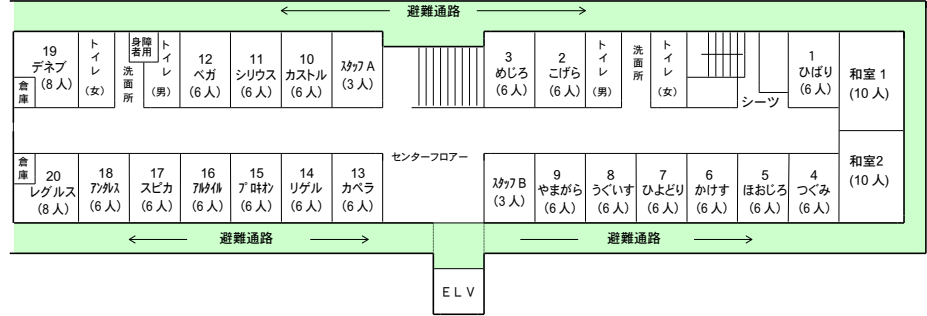 避難通路
19
デネブ
(8人)
倉庫
トイレ(女)
洗面所
身障者用
トイレ(男)
12
ベガ
(6人)
11
シリウス
(6人)
10
カストル
(6人)
ｽﾀｯﾌ A
(3人)
3
めじろ
(6人)
2
こげら
(6人)
トイレ(男)
洗面所
トイレ(女)
シーツ
1
ひばり
(6人)
和室1
(10人)
センターフロアー
倉庫
20
レグルス
(8人)
18
ｱﾝﾀﾚｽ
(6人)
17
スピカ
(6人)
16
ｱﾙﾀｲﾙ
(6人)
15
ﾌﾟﾛｷｵﾝ
(6人)
14
リゲル
(6人)
13
カペラ
(6人)
ｽﾀｯﾌ B
(3人)
9
やまがら
(6人)
8
うぐいす
(6人)
7
ひよどり
(6人)
6
かけす
(6人)
5
ほおじろ
(6人)
4
つぐみ
(6人)
和室2
(10人)
避難通路
避難通路
ELV